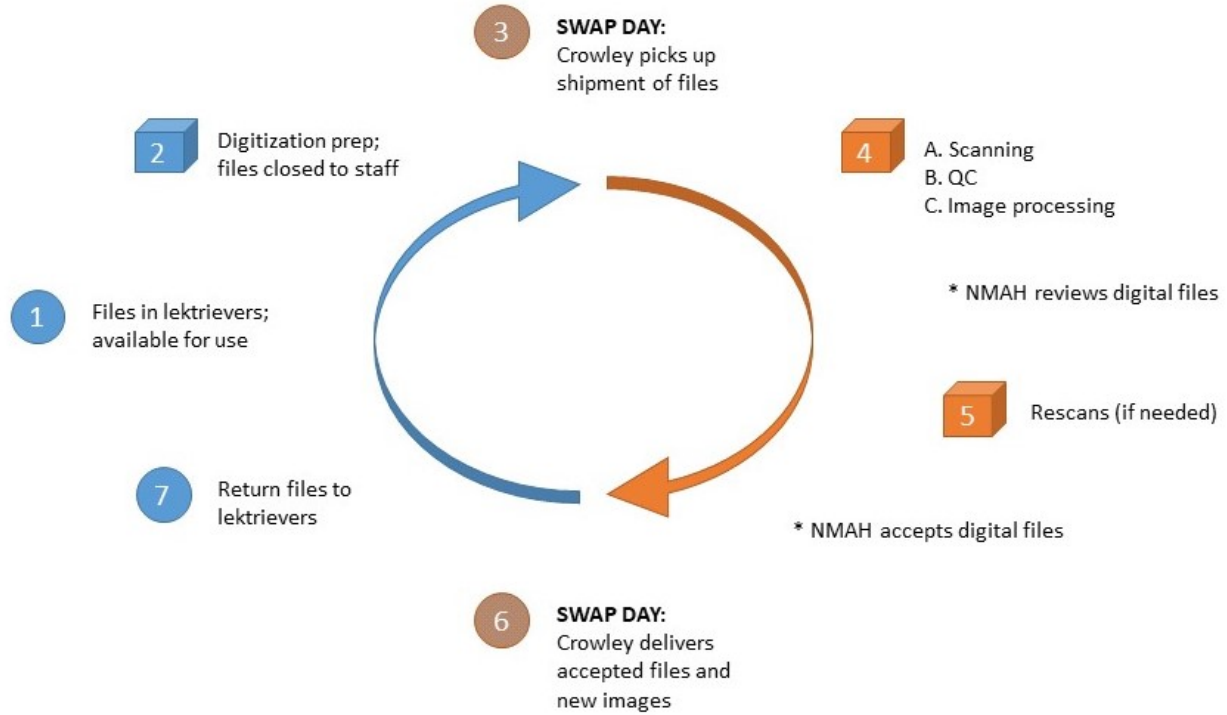 3
SWAP DAY:
Crowley picks up
shipment of files
2
Digitization prep;
files closed to staff
4
A. Scanning
B. QC
C. Image processing
* NMAH reviews digital files
1
Files in lektrievers;
available for use
5
Rescans (if needed)
7
Return files to
lektrievers
* NMAH accepts digital files
6
SWAP DAY:
Crowley delivers
accepted files and
new images